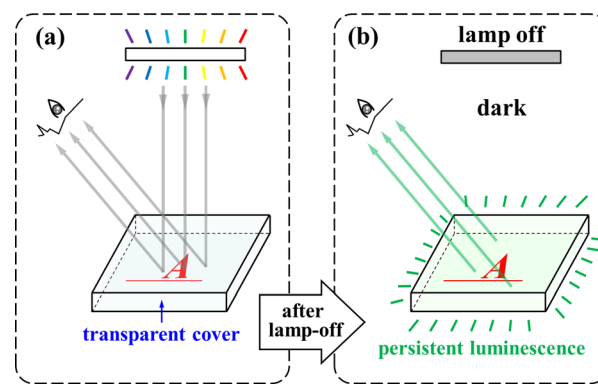 (a)
A
transparent cover
after
lamp-off
(b)
lamp off
dark
A
persistent luminescence